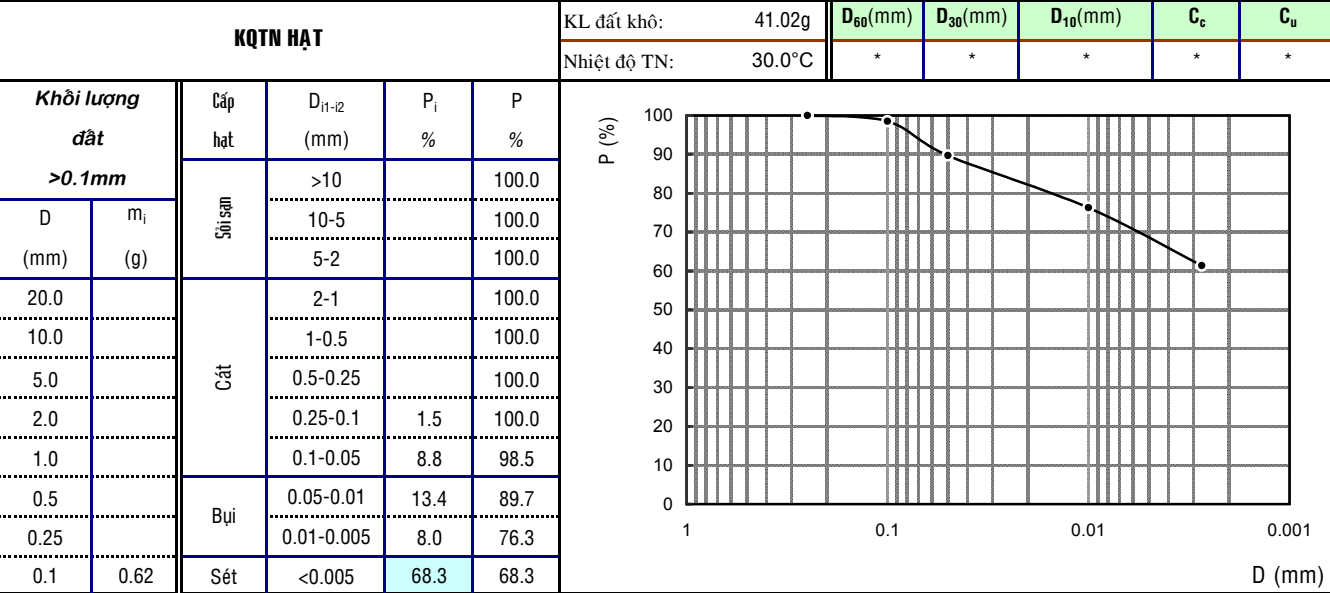 KQTN HẠT
KL đất khô: 41.02g
Nhiệt độ TN: 30.0°C
D60(mm) D30(mm) D10(mm) Cc Cu
* * * * *
Khối lượng
đất
>0.1mm
D mi
(mm) (g)
20.0
10.0
5.0
2.0
1.0
0.5
0.25
0.1 0.62
Cấp Di1-i2 Pi P
hạt (mm) % % 
Sỏi sạn
>10 100.0
10-5 100.0
5-2 100.0
Cát
2-1 100.0
1-0.5 100.0
0.5-0.25 100.0
0.25-0.1 1.5 100.0
0.1-0.05 8.8 98.5
Bụi
0.05-0.01 13.4 89.7
0.01-0.005 8.0 76.3
Sét <0.005 68.3 68.3
P (%)
100
90
80
70
60
50
40
30
20
10
0
1 0.1 0.01 0.001
D (mm)